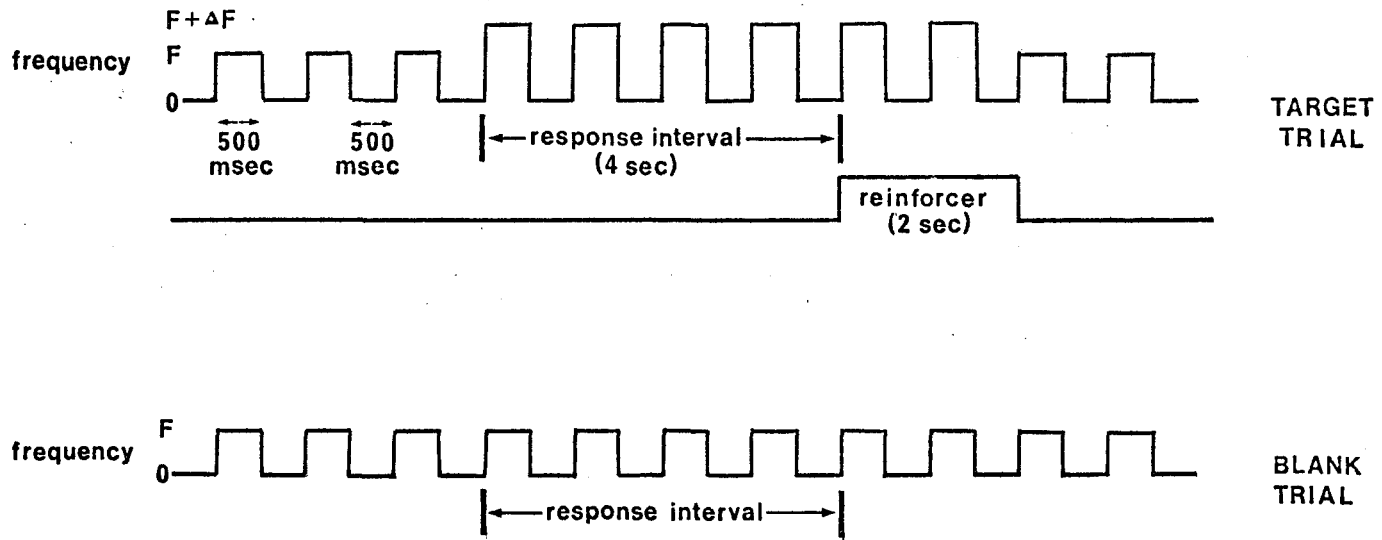 F+ΔF
frequency F
0
500 msec
500 msec
response interval
(4 sec)
TARGET
TRIAL
reinforcer
(2 sec)
frequency F
0
response interval
BLANK
TRIAL